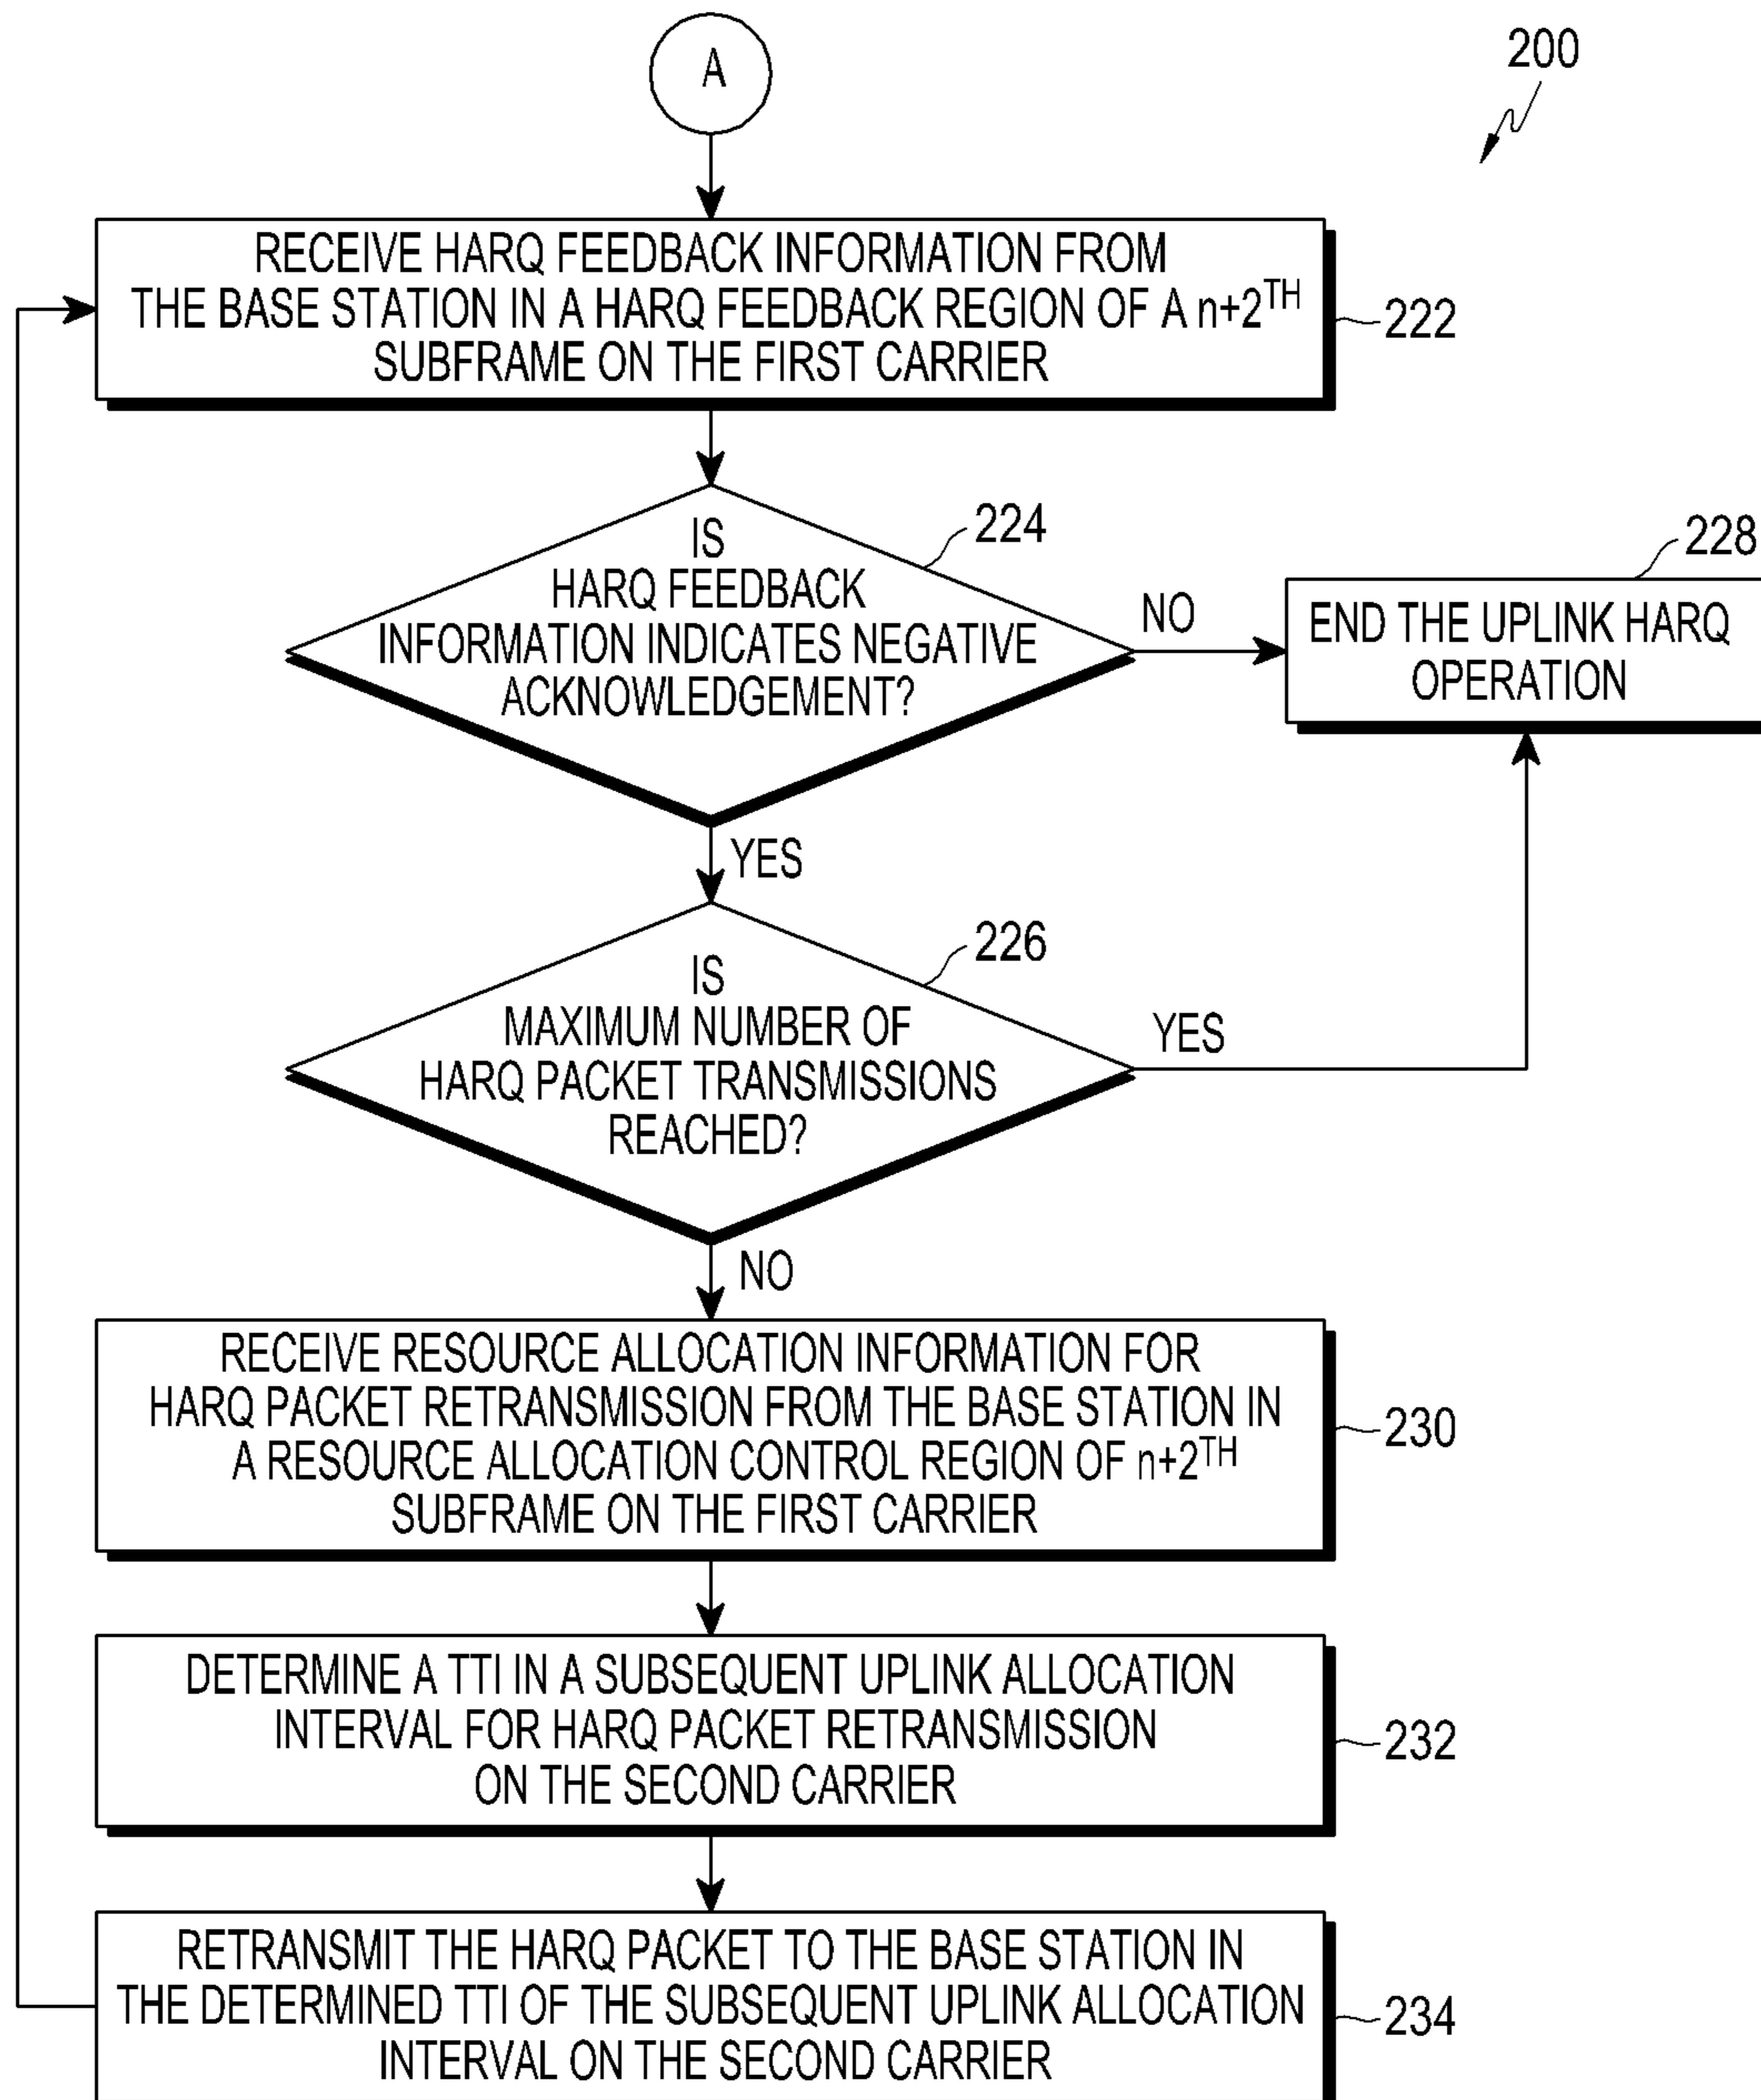 A
200
RECEIVE HARQ FEEDBACK INFORMATION FROM
THE BASE STATION IN A HARQ FEEDBACK REGION OF A n+2TH
SUBFRAME ON THE FIRST CARRIER
222
IS
HARQ FEEDBACK
INFORMATION INDICATES NEGATIVE
ACKNOWLEDGEMENT?
224
NO
228
END THE UPLINK HARQ
OPERATION
YES
IS
MAXIMUM NUMBER OF
HARQ PACKET TRANSMISSIONS
REACHED?
226
YES
NO
RECEIVE RESOURCE ALLOCATION INFORMATION FOR
HARQ PACKET RETRANSMISSION FROM THE BASE STATION IN
A RESOURCE ALLOCATION CONTROL REGION OF n+2TH
SUBFRAME ON THE FIRST CARRIER
230
DETERMINE A TTI IN A SUBSEQUENT UPLINK ALLOCATION
INTERVAL FOR HARQ PACKET RETRANSMISSION
ON THE SECOND CARRIER
232
RETRANSMIT THE HARQ PACKET TO THE BASE STATION IN
THE DETERMINED TTI OF THE SUBSEQUENT UPLINK ALLOCATION
INTERVAL ON THE SECOND CARRIER
234